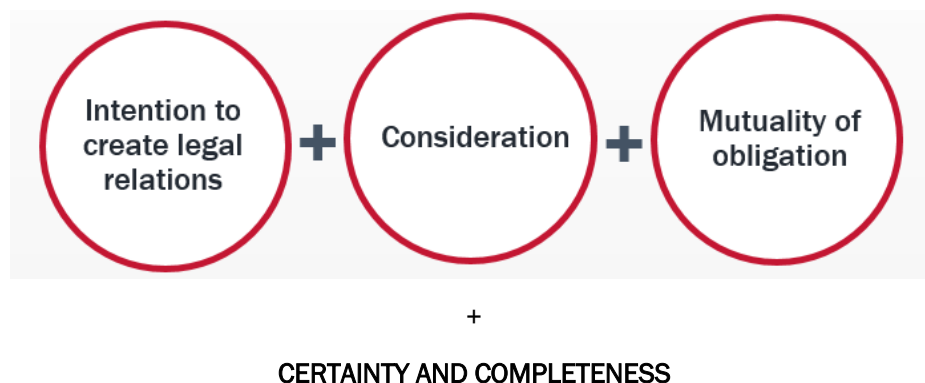 Intention to
create legal
relations
+
Consideration
+
Mutuality of
obligation
+
CERTAINTY AND COMPLETENESS